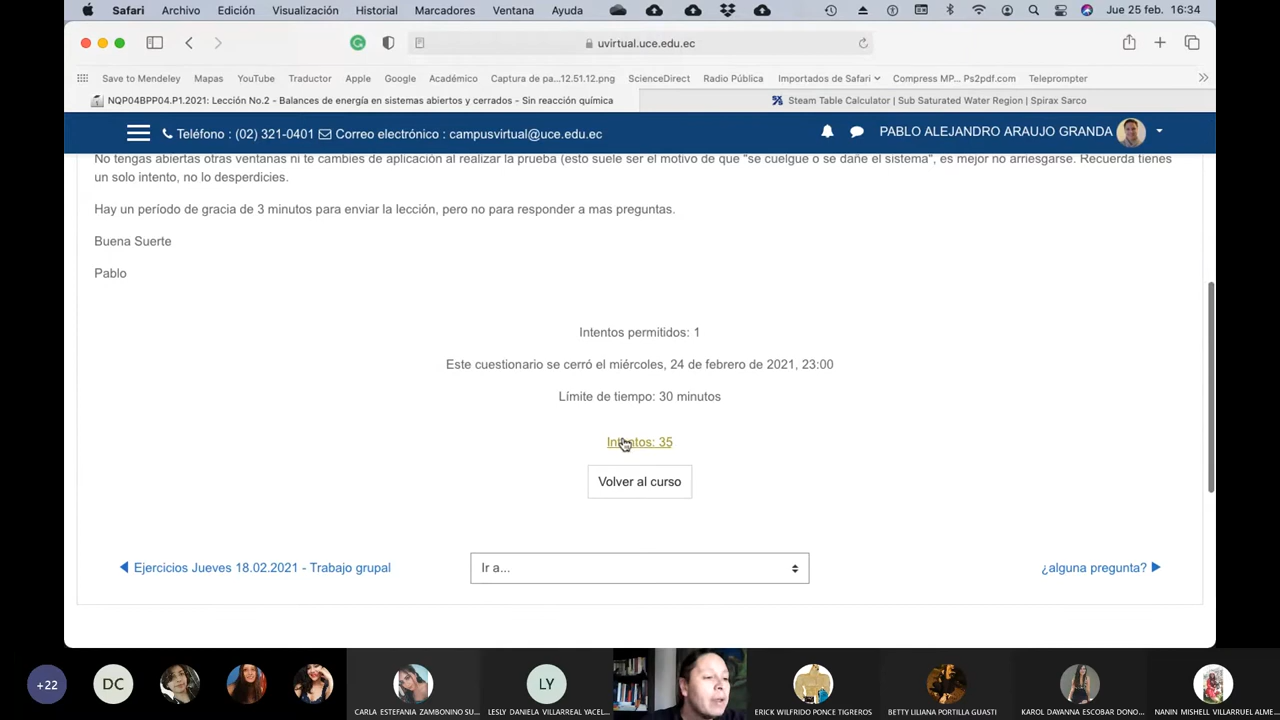 Safari Archivo Edición Visualización Historial Marcadores Ventana Ayuda Jue 25 feb. 16:34
uvirtual.uce.edu.ec
Save to Mendeley Mapas YouTube Traductor Apple Google Académico Captura de pa...12.51.12.png ScienceDirect Radio Pública Importados de Safari Compress MP... Ps2pdf.com Teleprompter
NQP04BPP04.P1.2021: Lección No.2 - Balances de energía en sistemas abiertos y cerrados - Sin reacción química Steam Table Calculator | Sub Saturated Water Region | Spirax Sarco
Teléfono : (02) 321-0401 Correo electrónico : campusvirtual@uce.edu.ec PABLO ALEJANDRO ARAUJO GRANDA
No tengas abiertas otras ventanas ni te cambies de aplicación al realizar la prueba (esto suele ser el motivo de que "se cuelgue o se dañe el sistema", es mejor no arriesgarse. Recuerda tienes
un solo intento, no lo desperdicies.
Hay un período de gracia de 3 minutos para enviar la lección, pero no para responder a mas preguntas.
Buena Suerte
Pablo
Intentos permitidos: 1
Este cuestionario se cerró el miércoles, 24 de febrero de 2021, 23:00
Límite de tiempo: 30 minutos
Intentos: 35
Volver al curso
Ejercicios Jueves 18.02.2021 - Trabajo grupal Ir a... ¿alguna pregunta?
+22 DC LY
CARLA ESTEFANIA ZAMBONINO SU... LESLY DANIELA VILLARREAL YACEL... ERICK WILFRIDO PONCE TIGREROS BETTY LILIANA PORTILLA GUASTI KAROL DAYANNA ESCOBAR DONO... NANIN MISHELL VILLARRUEL ALME...